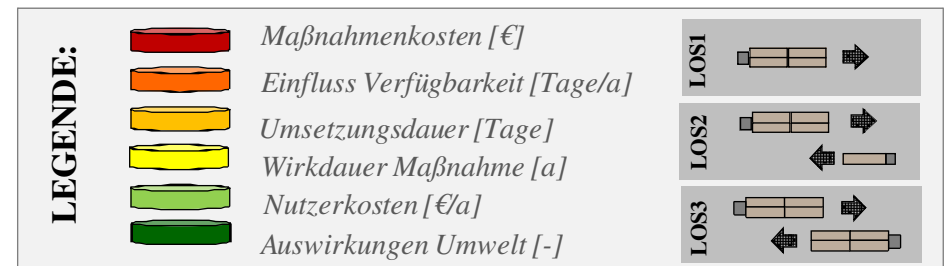 LEGENDE:
Maßnahmenkosten [€]
Einfluss Verfügbarkeit [Tage/a]
Umsetzungsdauer [Tage]
Wirkdauer Maßnahme [a]
Nutzerkosten [€/a]
Auswirkungen Umwelt [-]
LOS1
LOS2
LOS3